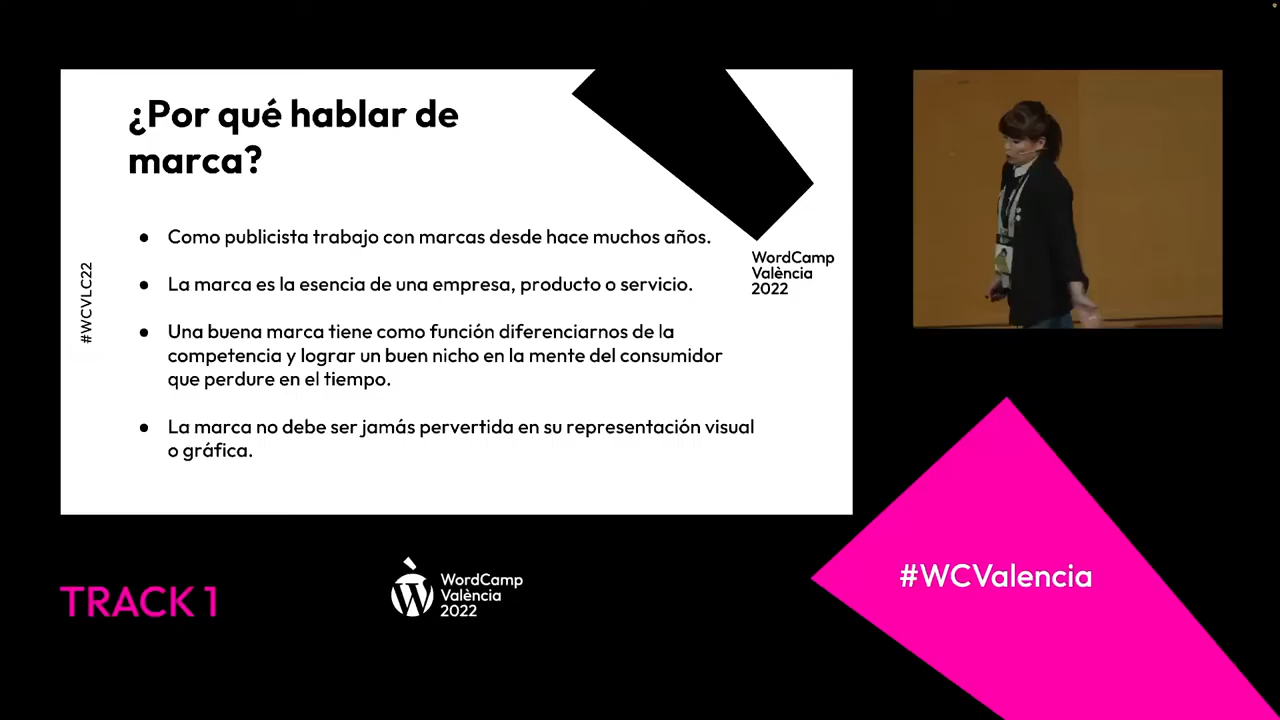 ¿Por qué hablar de
marca?
● Como publicista trabajo con marcas desde hace muchos años.
● La marca es la esencia de una empresa, producto o servicio.
● Una buena marca tiene como función diferenciarnos de la
competencia y lograr un buen nicho en la mente del consumidor
que perdure en el tiempo.
● La marca no debe ser jamás pervertida en su representación visual
o gráfica.
#WCVLC22
WordCamp
València
2022
TRACK 1
WordCamp
València
2022
#WCValencia